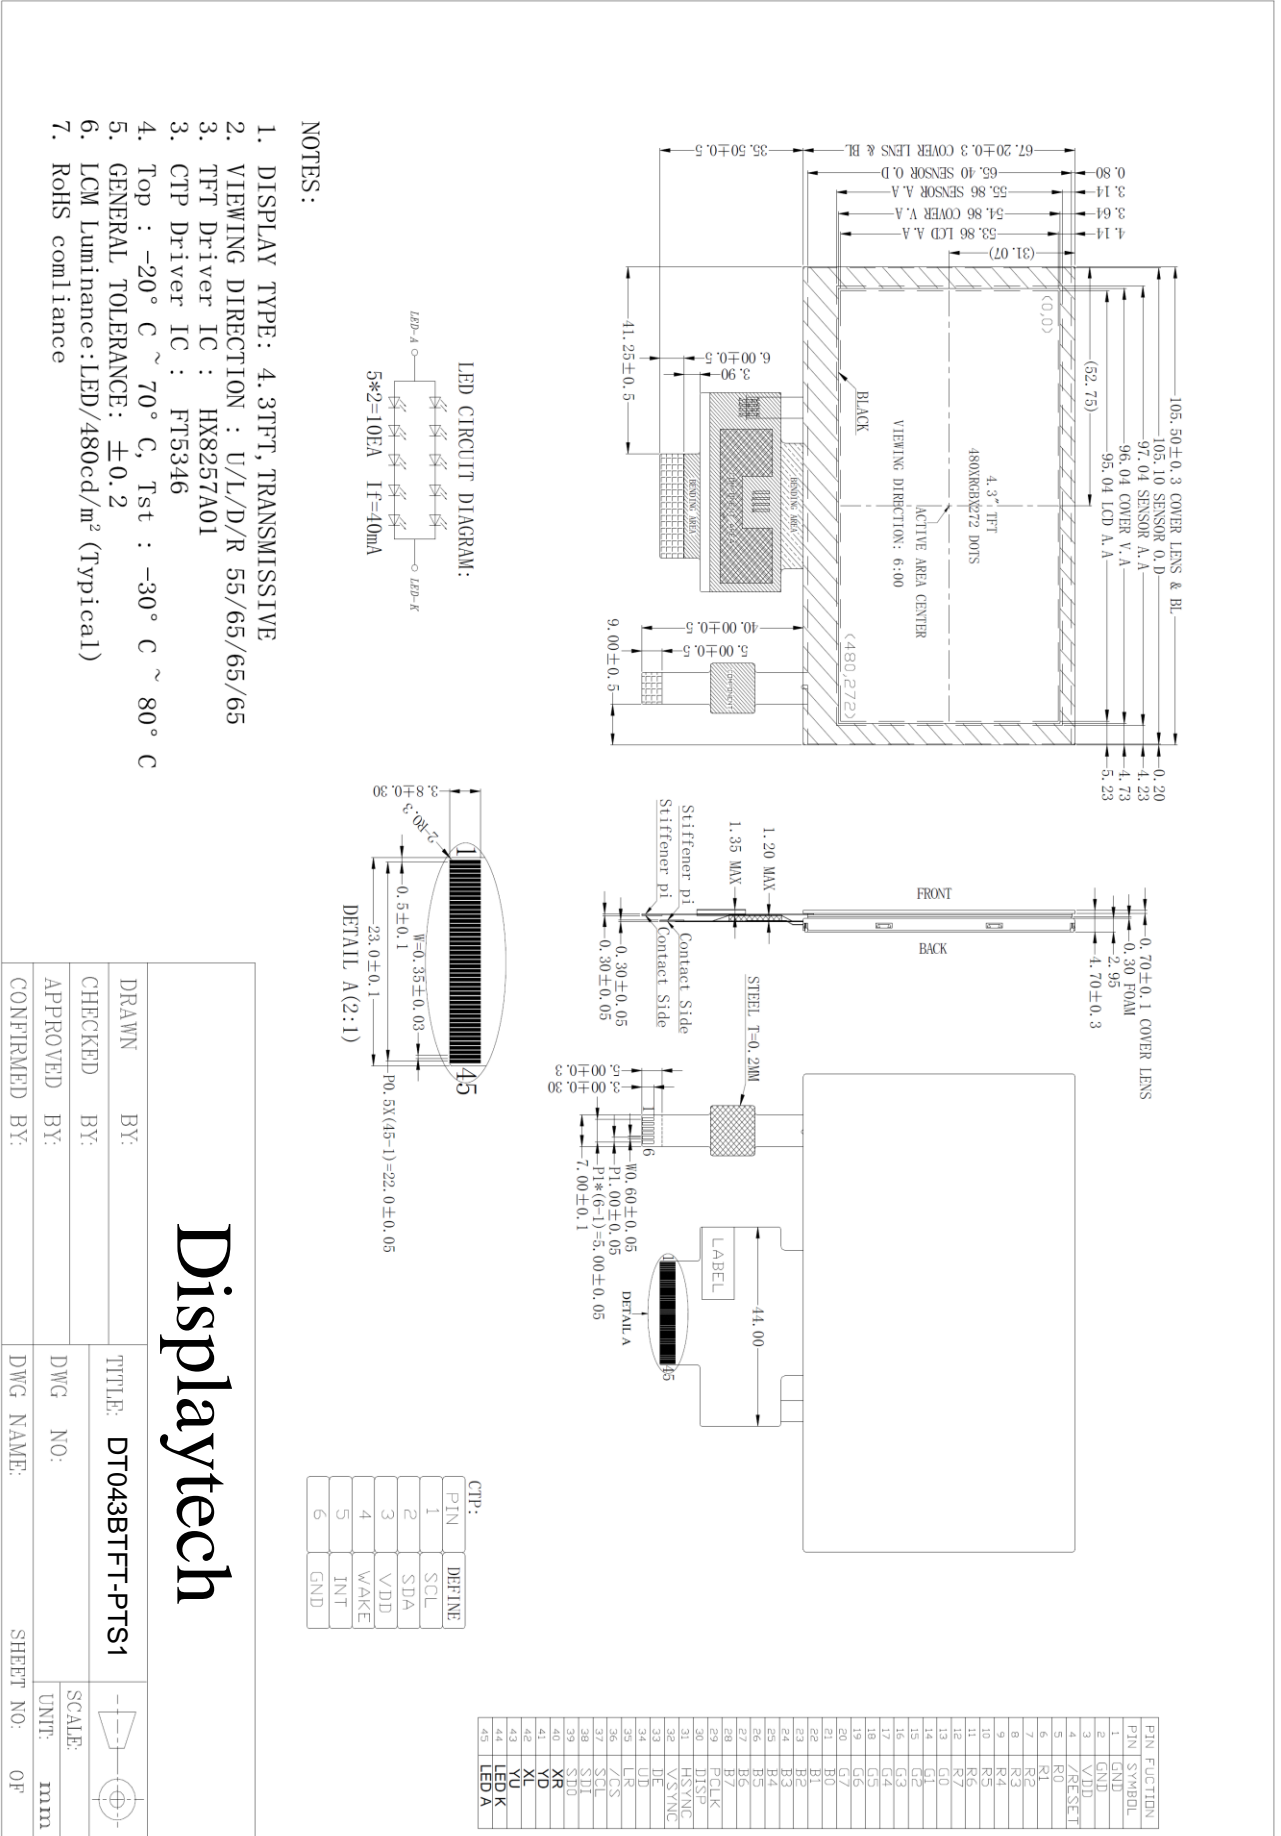 105.50±0.3 COVER LENS & BL
105.10 SENSOR O.D
97.04 SENSOR A.A
96.04 COVER V.A
95.04 LCD A.A
(52.75)
0.20
4.23
4.73
5.23
67.20±0.3 COVER LENS & BL
65.40 SENSOR O.D
55.86 SENSOR A.A
54.86 COVER V.A
53.86 LCD A.A
(31.07)
0.80
3.14
3.64
4.14
35.50±0.5
(0,0)
4.3" TFT
480XRGBX272 DOTS
ACTIVE AREA CENTER
VIEWING DIRECTION: 6:00
(480,272)
BLACK
BENDING AREA
BENDING AREA
COMPONENT
6.00±0.5
3.90
41.25±0.5
40.00±0.5
5.00±0.5
9.00±0.5
0.70±0.1 COVER LENS
0.30 FOAM
2.95
4.70±0.3
FRONT
BACK
1.20 MAX
1.35 MAX
Stiffener pi
Contact Side
Stiffener pi
Contact Side
0.30±0.05
0.30±0.05
STEEL T=0.2MM
5.00±0.3
3.00±0.30
1
6
W0.60±0.05
P1.00±0.05
P1*(6-1)=5.00±0.05
7.00±0.1
LABEL
44.00
1
45
DETAIL A
PIN FUCTION
PIN SYMBOL
1 GND
2 GND
3 VDD
4 /RESET
5 R0
6 R1
7 R2
8 R3
9 R4
10 R5
11 R6
12 R7
13 G0
14 G1
15 G2
16 G3
17 G4
18 G5
19 G6
20 G7
21 B0
22 B1
23 B2
24 B3
25 B4
26 B5
27 B6
28 B7
29 PCLK
30 DISP
31 HSYNC
32 VSYNC
33 DE
34 UD
35 LR
36 /CS
37 SCL
38 SDI
39 SDO
40 XR
41 YD
42 XL
43 YU
44 LED K
45 LED A
LED CIRCUIT DIAGRAM:
LED-A
LED-K
5*2=10EA If=40mA
3.8±0.30
2-R0.3
1
45
0.5±0.1
W=0.35±0.03
P0.5X(45-1)=22.0±0.05
23.0±0.1
DETAIL A(2:1)
CTP:
PIN DEFINE
1 SCL
2 SDA
3 VDD
4 WAKE
5 INT
6 GND
NOTES:
1. DISPLAY TYPE: 4.3TFT, TRANSMISSIVE
2. VIEWING DIRECTION : U/L/D/R 55/65/65/65
3. TFT Driver IC : HX8257A01
3. CTP Driver IC : FT5346
4. Top : -20° C ~ 70° C, Tst : -30° C ~ 80° C
5. GENERAL TOLERANCE: ±0.2
6. LCM Luminance:LED/480cd/m² (Typical)
7. RoHS comliance
Displaytech
DRAWN BY:
CHECKED BY:
APPROVED BY:
CONFIRMED BY:
TITLE: DT043BTFT-PTS1
DWG NO:
DWG NAME:
SCALE:
UNIT: mm
SHEET NO: OF